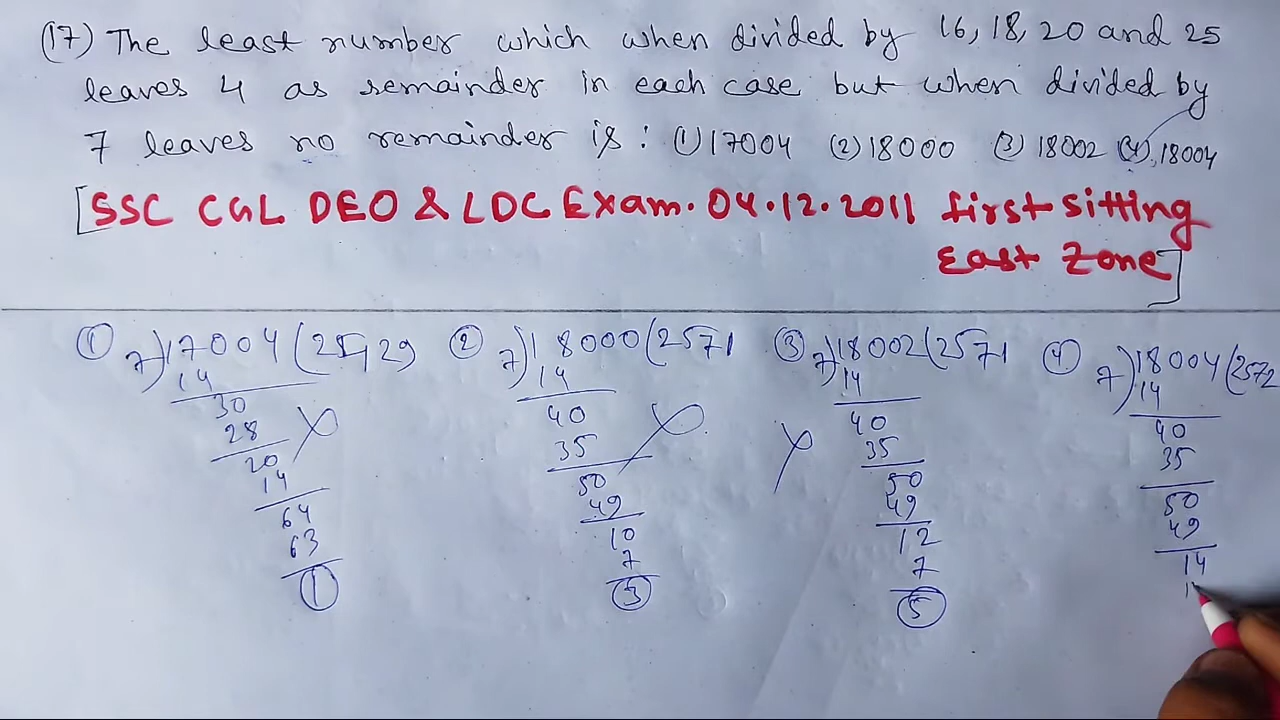 (17) The least number which when divided by 16, 18, 20 and 25
leaves 4 as remainder in each case but when divided by
7 leaves no remainder is : (1) 17004 (2) 18000 (3) 18002 (4) 18004
[SSC CGL DEO & LDC Exam. 04.12.2011 first sitting
East Zone]
① 7)17004(25129 ② 7)18000(2571 ③ 7)18002(2571 ④ 7)18004(2572
14 14 14 14
30 40 40 40
28 35 35 35
20 50 50 50
14 49 49 49
64 10 12 14
63 7 7
① ③ ⑤